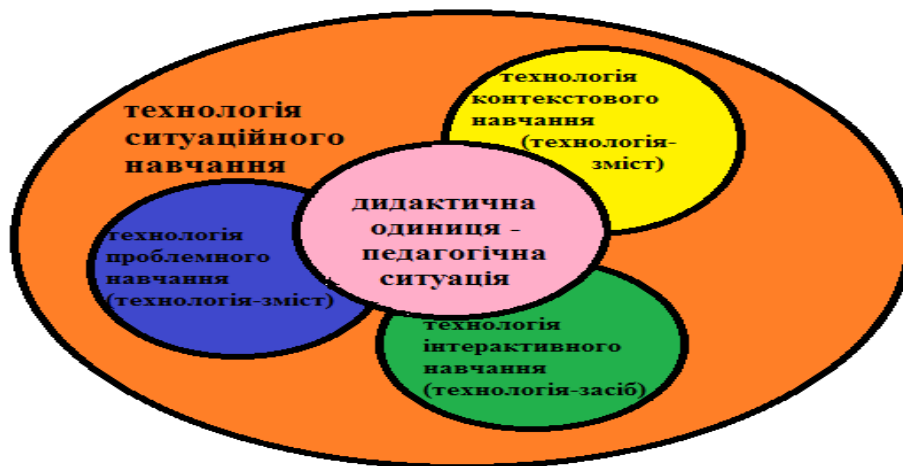 технологія
ситуаційного
навчання
технологія
контекстового
навчання
(технологія-
зміст)
дидактична
одиниця -
педагогічна
ситуація
технологія
проблемного
навчання
(технологія-зміст)
технологія
інтерактивного
навчання
(технологія-засіб)